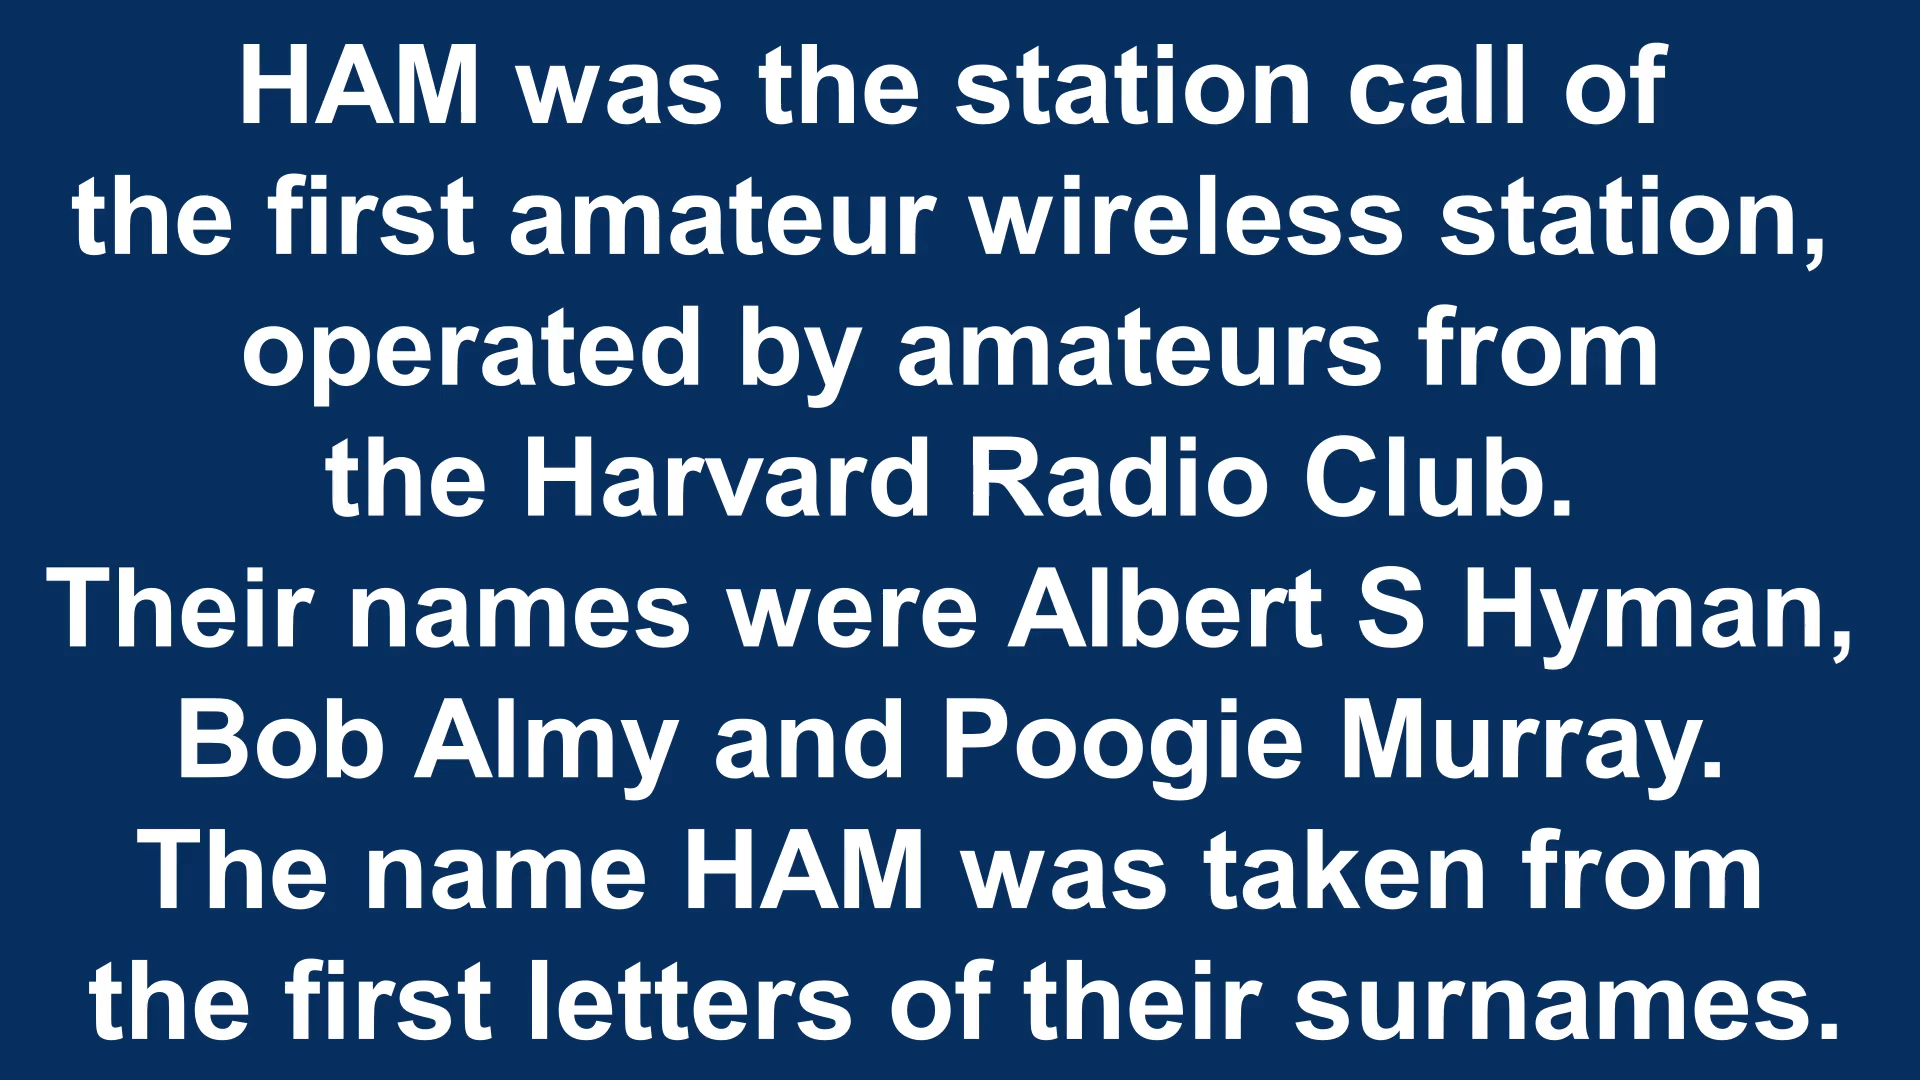 HAM was the station call of
the first amateur wireless station,
operated by amateurs from
the Harvard Radio Club.
Their names were Albert S Hyman,
Bob Almy and Poogie Murray.
The name HAM was taken from
the first letters of their surnames.